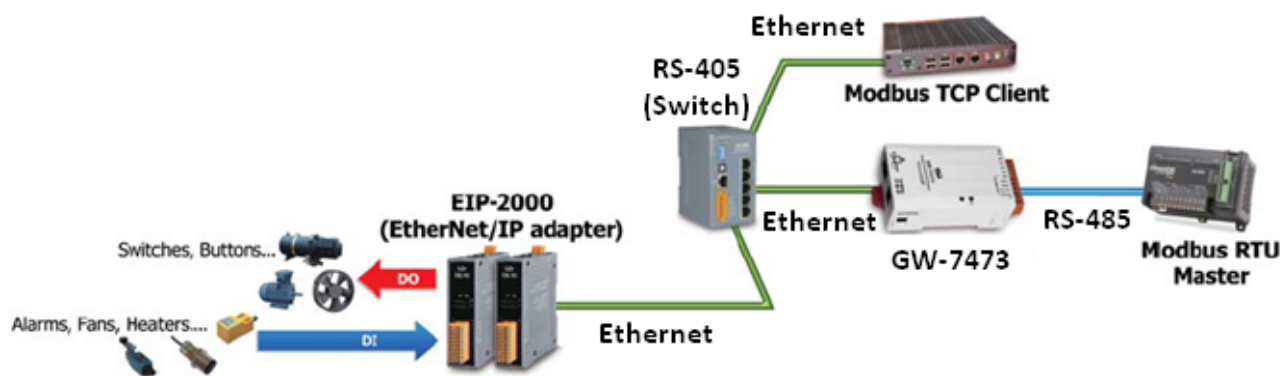 Ethernet
RS-405
(Switch)
Modbus TCP Client
EIP-2000
(EtherNet/IP adapter)
Ethernet
RS-485
GW-7473
Modbus RTU
Master
Switches, Buttons...
DO
Alarms, Fans, Heaters....
DI
Ethernet